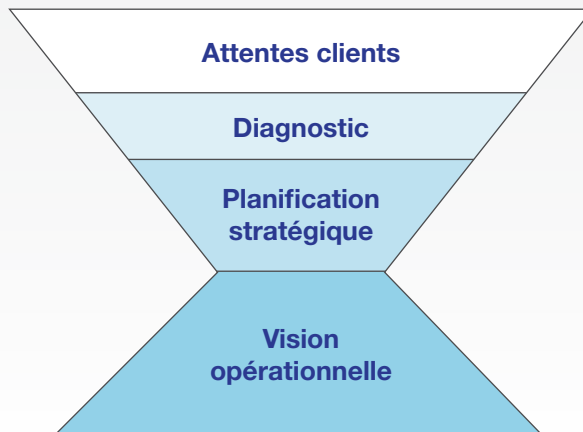 Attentes clients
Diagnostic
Planification
stratégique
Vision
opérationnelle